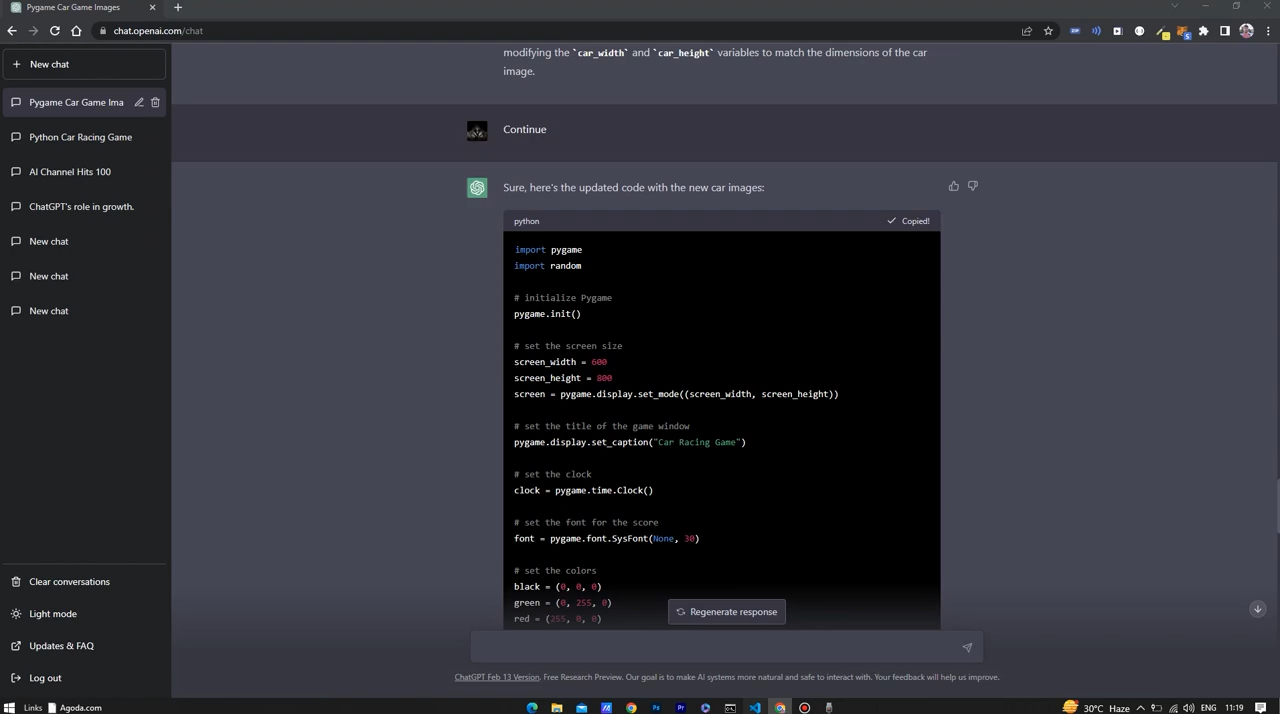 Pygame Car Game Images
chat.openai.com/chat
New chat
Pygame Car Game Ima
Python Car Racing Game
AI Channel Hits 100
ChatGPT's role in growth.
New chat
New chat
New chat
Clear conversations
Light mode
Updates & FAQ
Log out
modifying the `car_width` and `car_height` variables to match the dimensions of the car
image.
Continue
Sure, here's the updated code with the new car images:
python
Copied!
import pygame
import random
# initialize Pygame
pygame.init()
# set the screen size
screen_width = 600
screen_height = 800
screen = pygame.display.set_mode((screen_width, screen_height))
# set the title of the game window
pygame.display.set_caption("Car Racing Game")
# set the clock
clock = pygame.time.Clock()
# set the font for the score
font = pygame.font.SysFont(None, 30)
# set the colors
black = (0, 0, 0)
green = (0, 255, 0)
red = (255, 0, 0)
Regenerate response
ChatGPT Feb 13 Version. Free Research Preview. Our goal is to make AI systems more natural and safe to interact with. Your feedback will help us improve.
Links Agoda.com
30°C Haze ENG 11:19